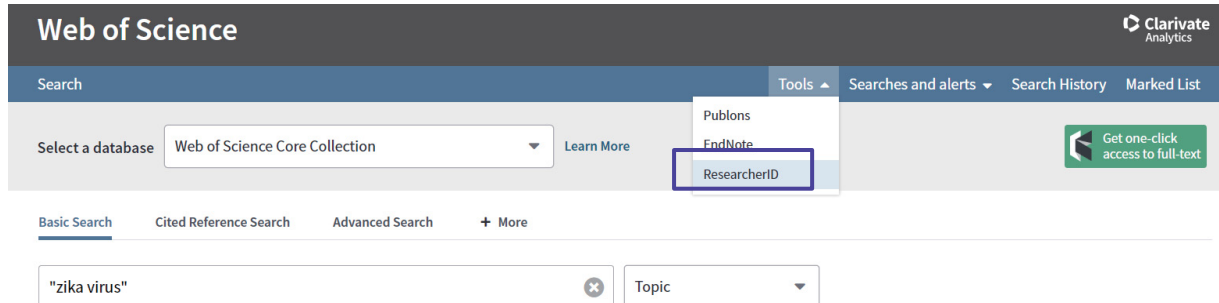 Web of Science
Clarivate
Analytics
Search
Tools
Searches and alerts
Search History
Marked List
Publons
EndNote
ResearcherID
Select a database
Web of Science Core Collection
Learn More
Get one-click
access to full-text
Basic Search
Cited Reference Search
Advanced Search
+ More
"zika virus"
Topic